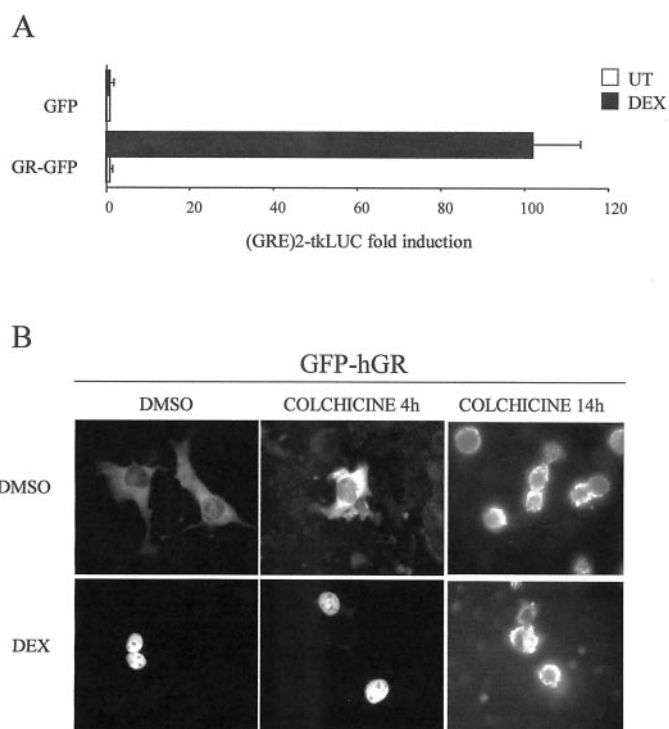 A
UT
DEX
GFP
GR-GFP
0 20 40 60 80 100 120
(GRE)2-tkLUC fold induction
B
GFP-hGR
DMSO COLCHICINE 4h COLCHICINE 14h
DMSO
DEX